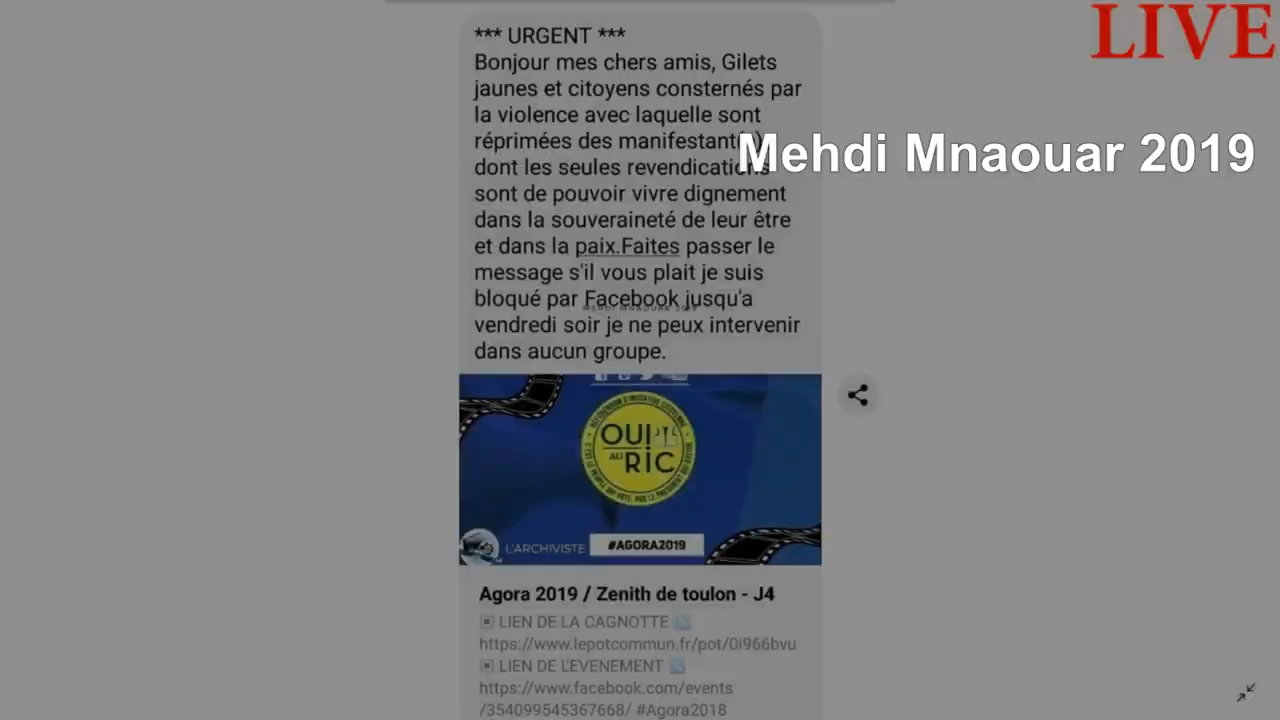 LIVE
Mehdi Mnaouar 2019
*** URGENT ***
Bonjour mes chers amis, Gilets
jaunes et citoyens consternés par
la violence avec laquelle sont
réprimées des manifestant
dont les seules revendications
sont de pouvoir vivre dignement
dans la souveraineté de leur être
et dans la paix.Faites passer le
message s'il vous plait je suis
bloqué par Facebook jusqu'a
vendredi soir je ne peux intervenir
dans aucun groupe.
MEHDI MNAOUAR 2019
OUI
AU RIC
L'ARCHIVISTE #AGORA2019
Agora 2019 / Zenith de toulon - J4
LIEN DE LA CAGNOTTE
https://www.lepotcommun.fr/pot/0i966bvu
LIEN DE L'EVENEMENT
https://www.facebook.com/events
/354099545367668/ #Agora2018